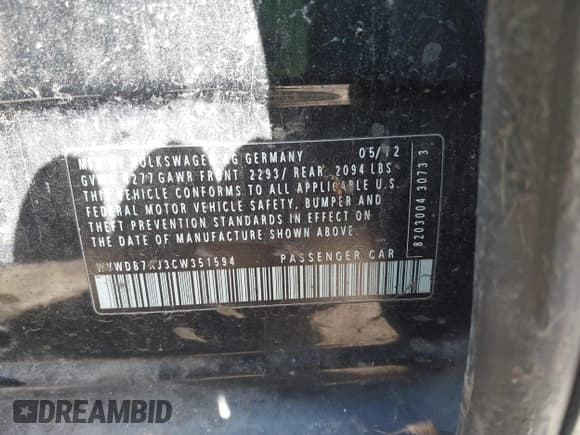 VOLKSWAGEN AG GERMANY 05/12
GAWR FRONT 2293/ REAR 2094 LBS
THIS VEHICLE CONFORMS TO ALL APPLICABLE U.S.
FEDERAL MOTOR VEHICLE SAFETY, BUMPER AND
THEFT PREVENTION STANDARDS IN EFFECT ON
THE DATE OF MANUFACTURE SHOWN ABOVE.
PASSENGER CAR
8203004 3073 3
DREAMBID